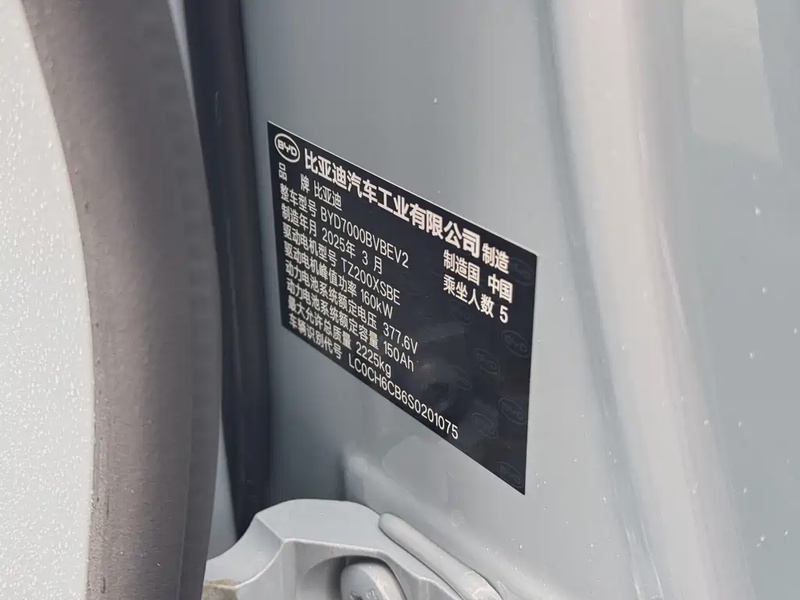 BYD 比亚迪汽车工业有限公司 制造
品 牌 比亚迪 制造国 中国
整车型号 BYD7000BVBEV2 乘坐人数 5
制造年月 2025年 3 月
驱动电机型号 TZ200XSBE
驱动电机峰值功率 160kW
动力电池系统额定电压 377.6V
动力电池系统额定容量 150Ah
最大允许总质量 2225kg
车辆识别代号 LC0CH6CB6S0201075